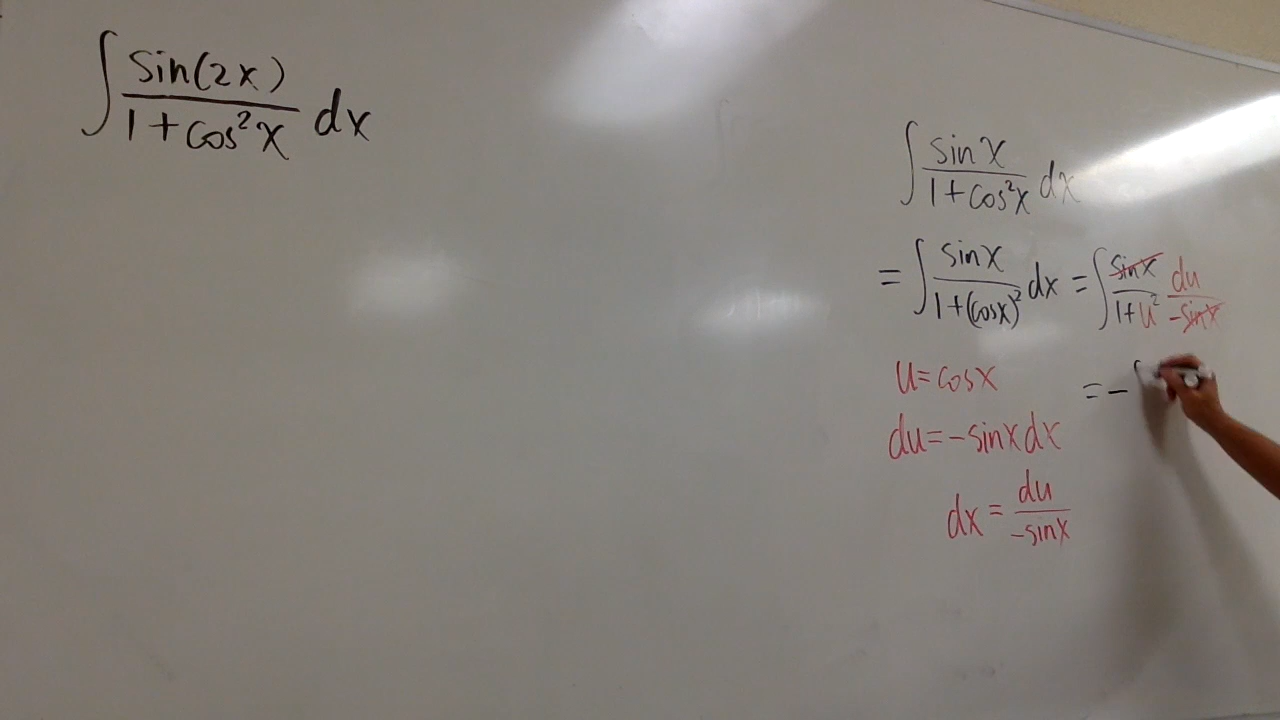 ∫ sin(2x) / (1 + cos²x) dx
∫ sin x / (1 + cos²x) dx
= ∫ sin x / (1 + (cos x)²) dx = ∫ sin x / (1 + u²) du / (-sin x)
u = cos x
= - ∫
du = -sin x dx
dx = du / (-sin x)